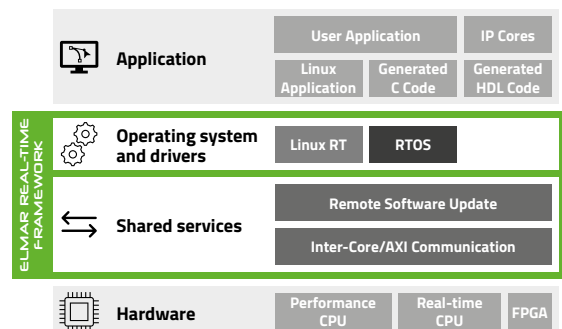 User Application
IP Cores
Application
Linux
Application
Generated
C Code
Generated
HDL Code
ELMAR REAL-TIME
FRAMEWORK
Operating system
and drivers
Linux RT
RTOS
Shared services
Remote Software Update
Inter-Core/AXI Communication
Hardware
Performance
CPU
Real-time
CPU
FPGA